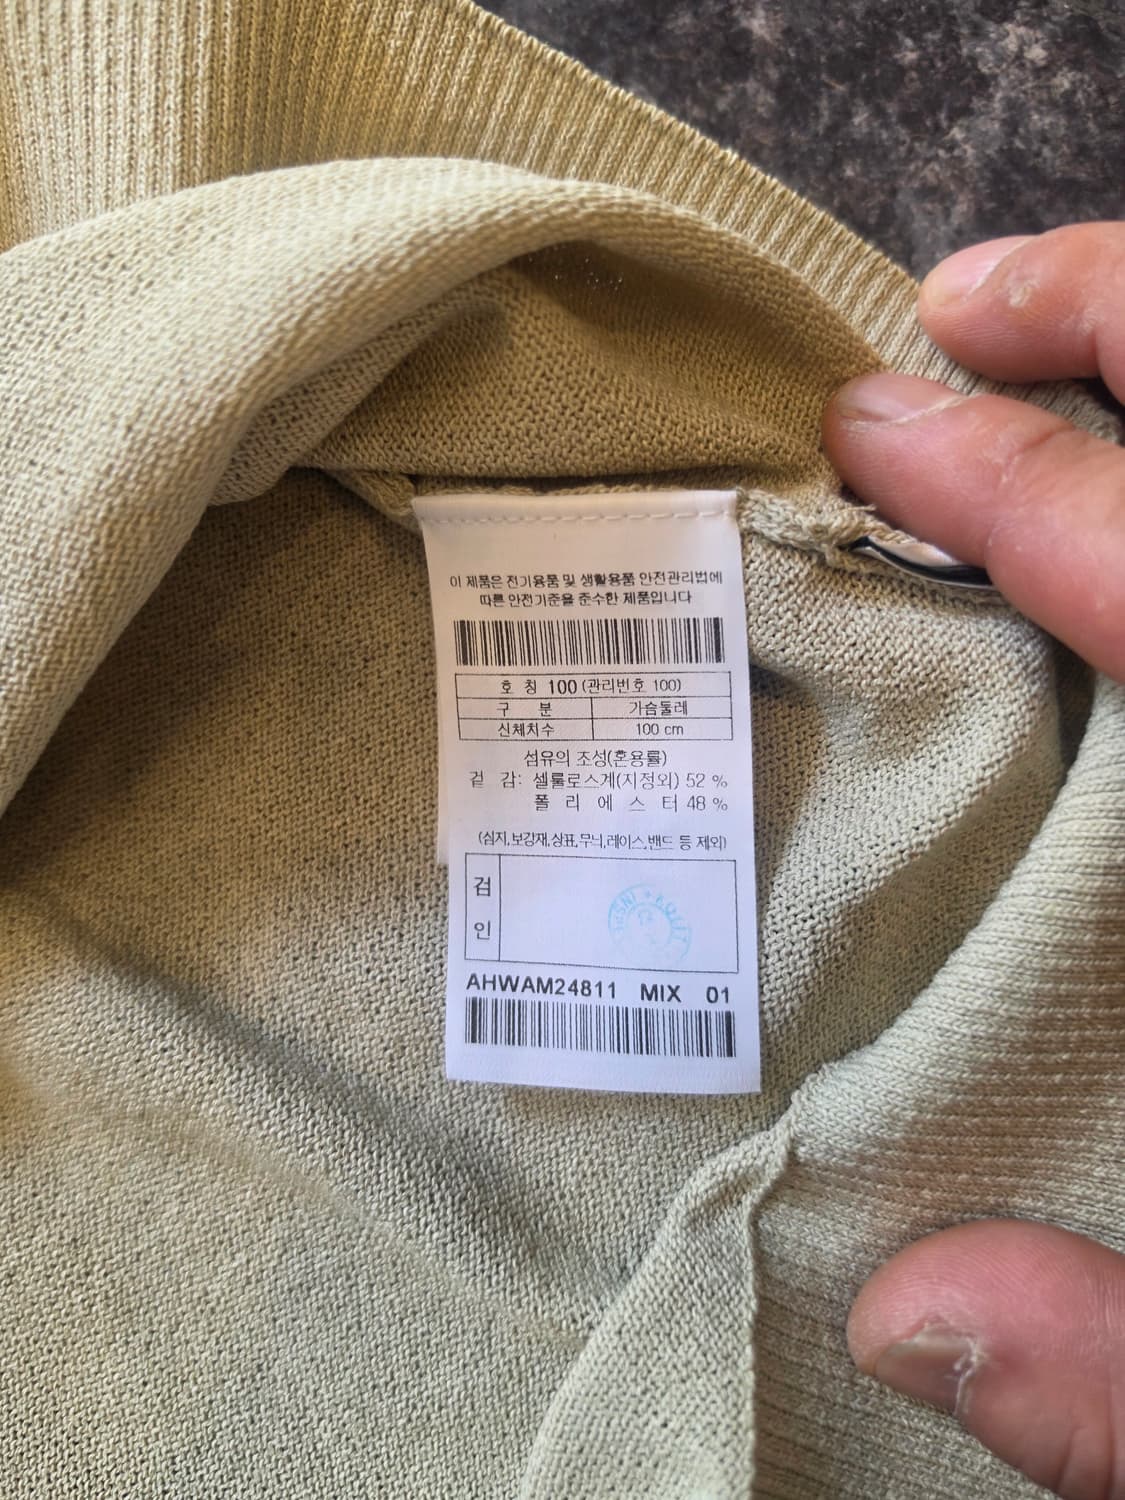 이 제품은 전기용품 및 생활용품 안전관리법에
따른 안전기준을 준수한 제품입니다
호 칭 100 (관리번호 100)
구 분 가슴둘레
신체치수 100 cm
섬유의 조성(혼용률)
겉 감: 셀룰로스계(지정외) 52 %
폴 리 에 스 터 48 %
(심지,보강재,상표,무늬,레이스,밴드 등 제외)
검
인
AHWAM24811 MIX 01